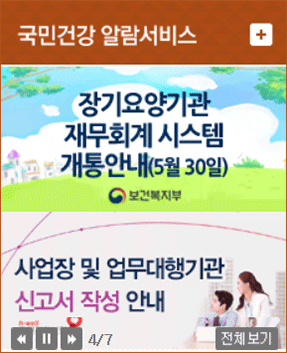 국민건강 알람서비스
장기요양기관
재무회계 시스템
개통안내(5월 30일)
보건복지부
사업장 및 업무대행기관
신고서 작성 안내
4/7
전체보기